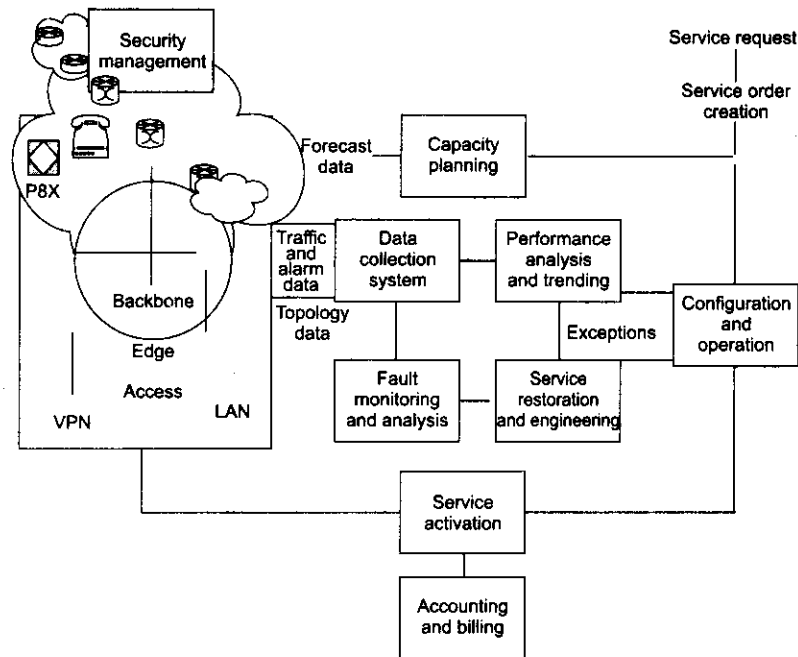 Security
management
Service request
Service order
creation
Forecast
data
Capacity
planning
P8X
Traffic
and
alarm
data
Topology
data
Data
collection
system
Performance
analysis
and trending
Backbone
Edge
Access
VPN
LAN
Exceptions
Configuration
and
operation
Fault
monitoring
and analysis
Service
restoration
and engineering
Service
activation
Accounting
and billing